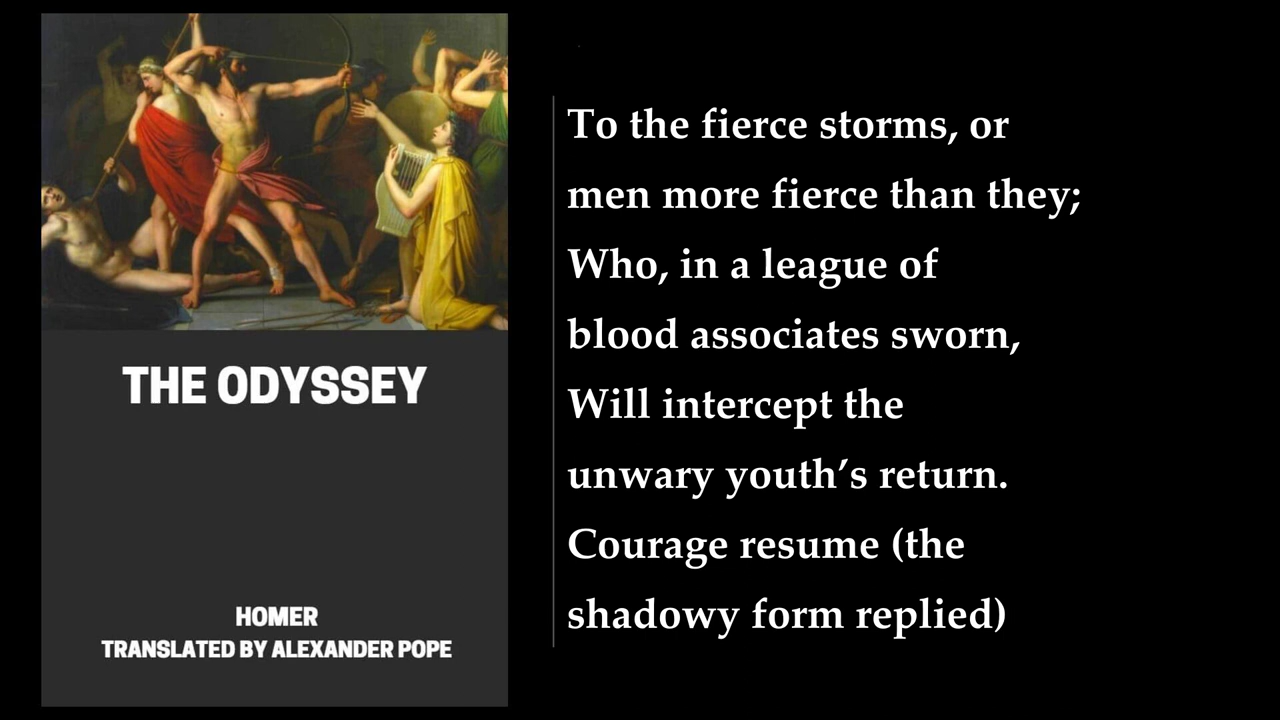 THE ODYSSEY
HOMER
TRANSLATED BY ALEXANDER POPE
To the fierce storms, or
men more fierce than they;
Who, in a league of
blood associates sworn,
Will intercept the
unwary youth’s return.
Courage resume (the
shadowy form replied)